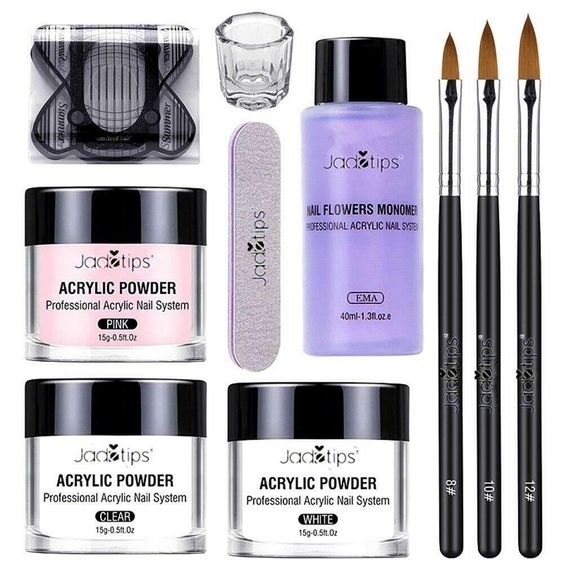 Summer
Summer
Jadetips
ACRYLIC POWDER
Professional Acrylic Nail System
PINK
15g-0.5fl.Oz
Jadetips
Jadetips
NAIL FLOWERS MONOMER
PROFESSIONAL ACRYLIC NAIL SYSTEM
EMA
40ml-1.3fl.oz.e
Jadetips
8#
Jadetips
10#
Jadetips
12#
Jadetips
ACRYLIC POWDER
Professional Acrylic Nail System
CLEAR
15g-0.5fl.Oz
Jadetips
ACRYLIC POWDER
Professional Acrylic Nail System
WHITE
15g-0.5fl.Oz